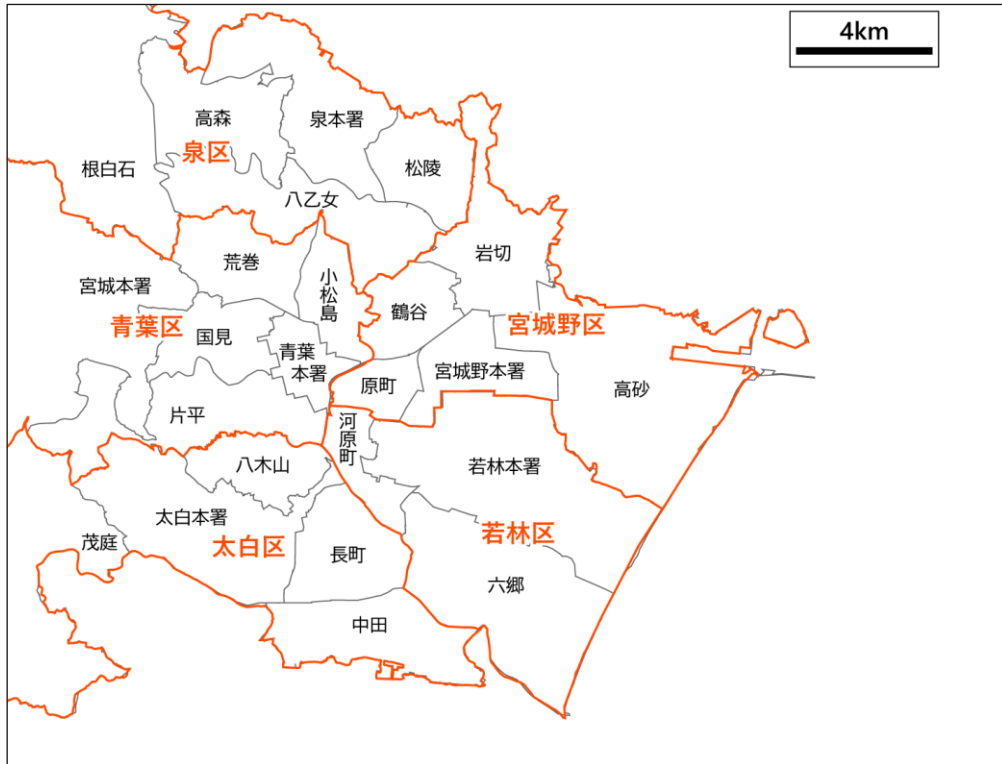 4km
高森
泉本署
泉区
松陵
根白石
八乙女
岩切
荒巻
小松島
宮城本署
鶴谷
青葉区
国見
宮城野区
青葉
本署
宮城野本署
原町
高砂
片平
河原町
八木山
若林本署
太白本署
茂庭
太白区
若林区
長町
六郷
中田